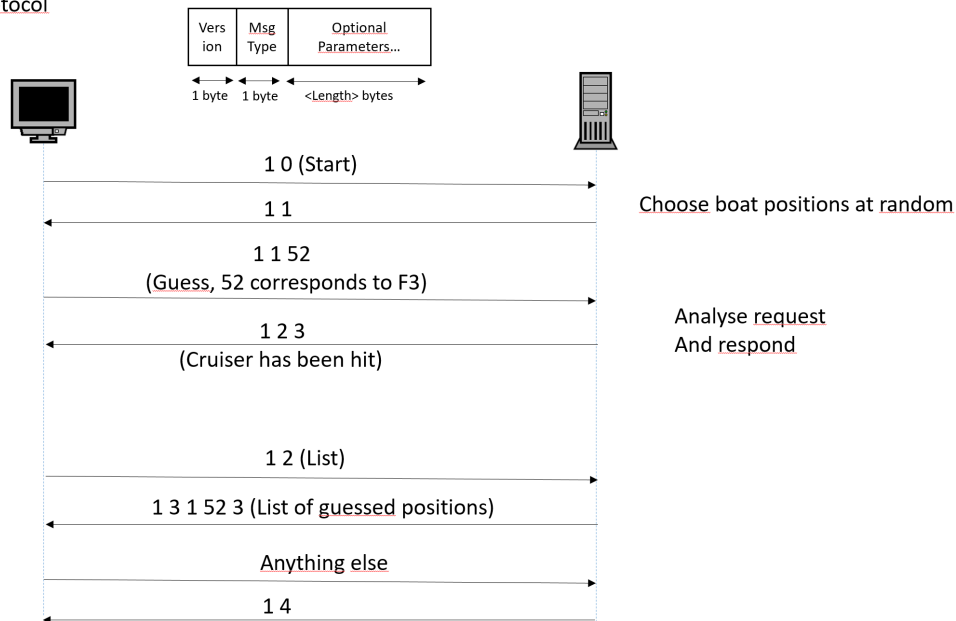 tocol
Vers
ion
Msg
Type
Optional
Parameters...
1 byte
1 byte
<Length> bytes
1 0 (Start)
Choose boat positions at random
1 1
1 1 52
(Guess, 52 corresponds to F3)
Analyse request
And respond
1 2 3
(Cruiser has been hit)
1 2 (List)
1 3 1 52 3 (List of guessed positions)
Anything else
1 4